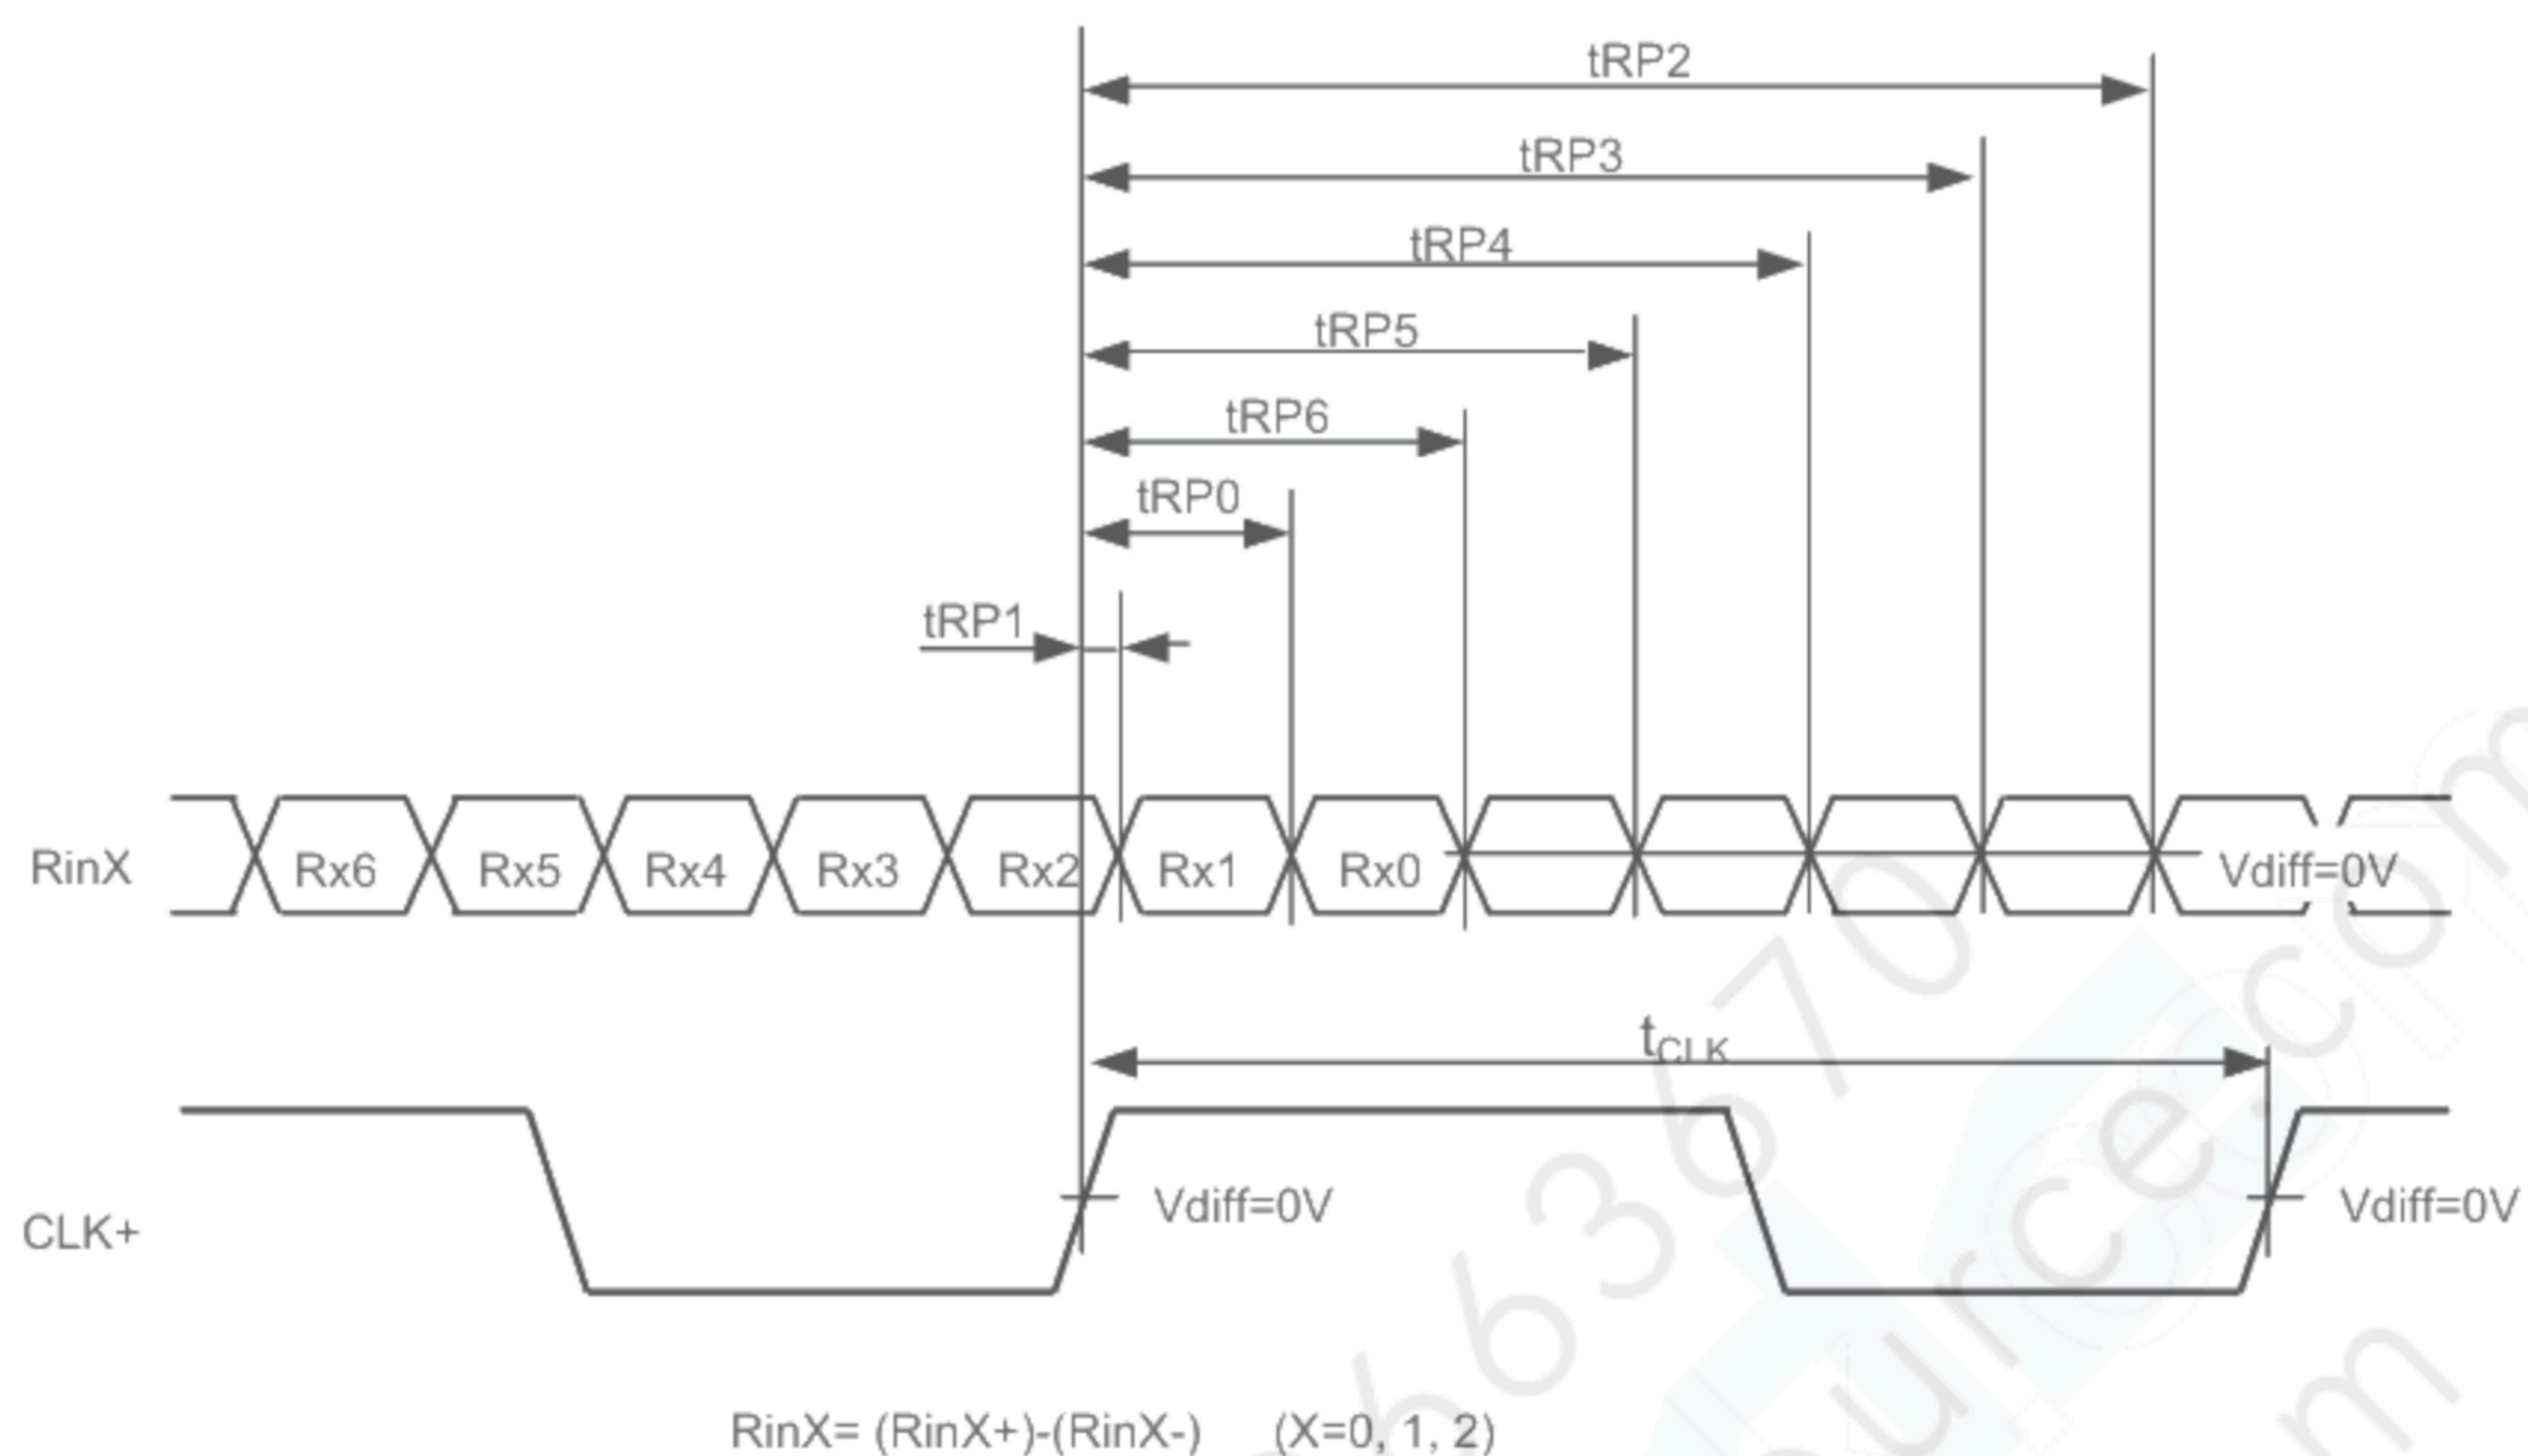 tRP2
tRP3
tRP4
tRP5
tRP6
tRP0
tRP1
RinX Rx6 Rx5 Rx4 Rx3 Rx2 Rx1 Rx0 Vdiff=0V
tCLK
CLK+ Vdiff=0V Vdiff=0V
RinX= (RinX+)-(RinX-) (X=0, 1, 2)